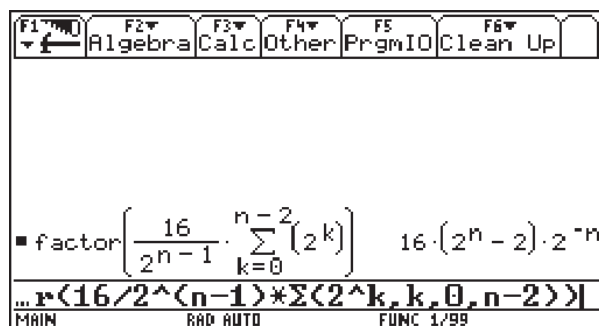 F1▼ F2▼ Algebra F3▼ Calc F4▼ Other F5 PrgmIO F6▼ Clean Up
■ factor(16/2^(n-1) · Σ_{k=0}^{n-2} (2^k)) 16·(2^n - 2)·2^-n
…r(16/2^(n-1)*Σ(2^k,k,0,n-2))
MAIN RAD AUTO FUNC 1/99